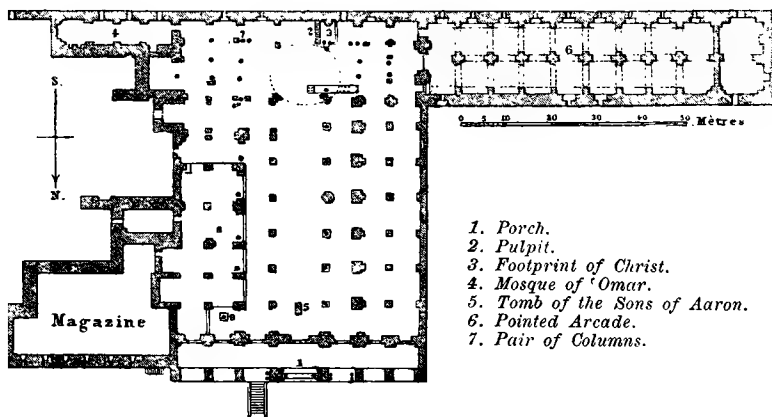 4
7
2
3
6
S.
N.
0 5 10 20 30 40 50 Mètres
8
9
5
Magazine
1
1. Porch.
2. Pulpit.
3. Footprint of Christ.
4. Mosque of ʿOmar.
5. Tomb of the Sons of Aaron.
6. Pointed Arcade.
7. Pair of Columns.